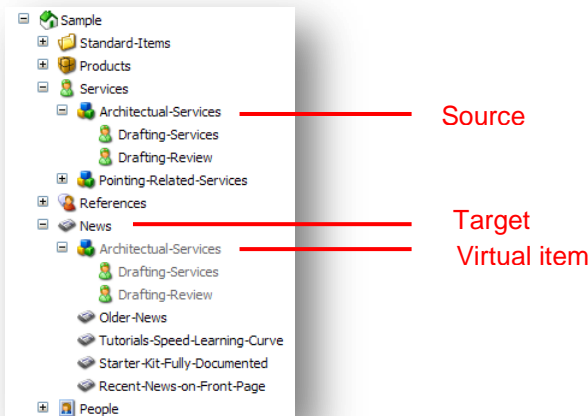 Sample
Standard-Items
Products
Services
Architectual-Services
Source
Drafting-Services
Drafting-Review
Pointing-Related-Services
References
News
Target
Architectual-Services
Virtual item
Drafting-Services
Drafting-Review
Older-News
Tutorials-Speed-Learning-Curve
Starter-Kit-Fully-Documented
Recent-News-on-Front-Page
People